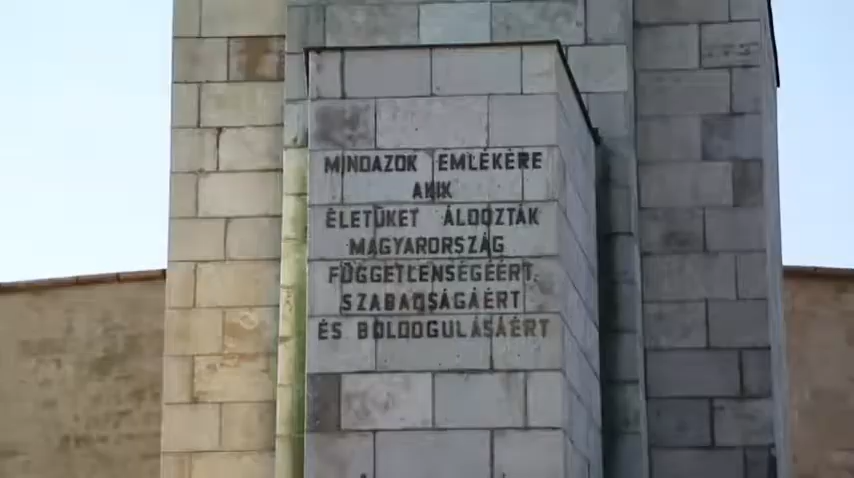 MINDAZOK EMLÉKÉRE
AKIK
ÉLETÜKET ÁLDOZTÁK
MAGYARORSZÁG
FÜGGETLENSÉGÉÉRT,
SZABADSÁGÁÉRT
ÉS BOLDOGULÁSÁÉRT